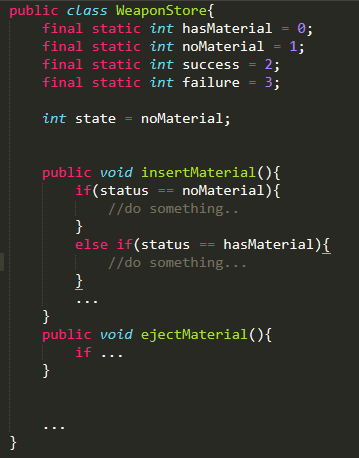 public class WeaponStore{
    final static int hasMaterial = 0;
    final static int noMaterial = 1;
    final static int success = 2;
    final static int failure = 3;
    int state = noMaterial;
    public void insertMaterial(){
        if(status == noMaterial){
            //do something..
        }
        else if(status == hasMaterial){
            //do something...
        }
        ...
    }
    public void ejectMaterial(){
        if ...
    }
    ...
}